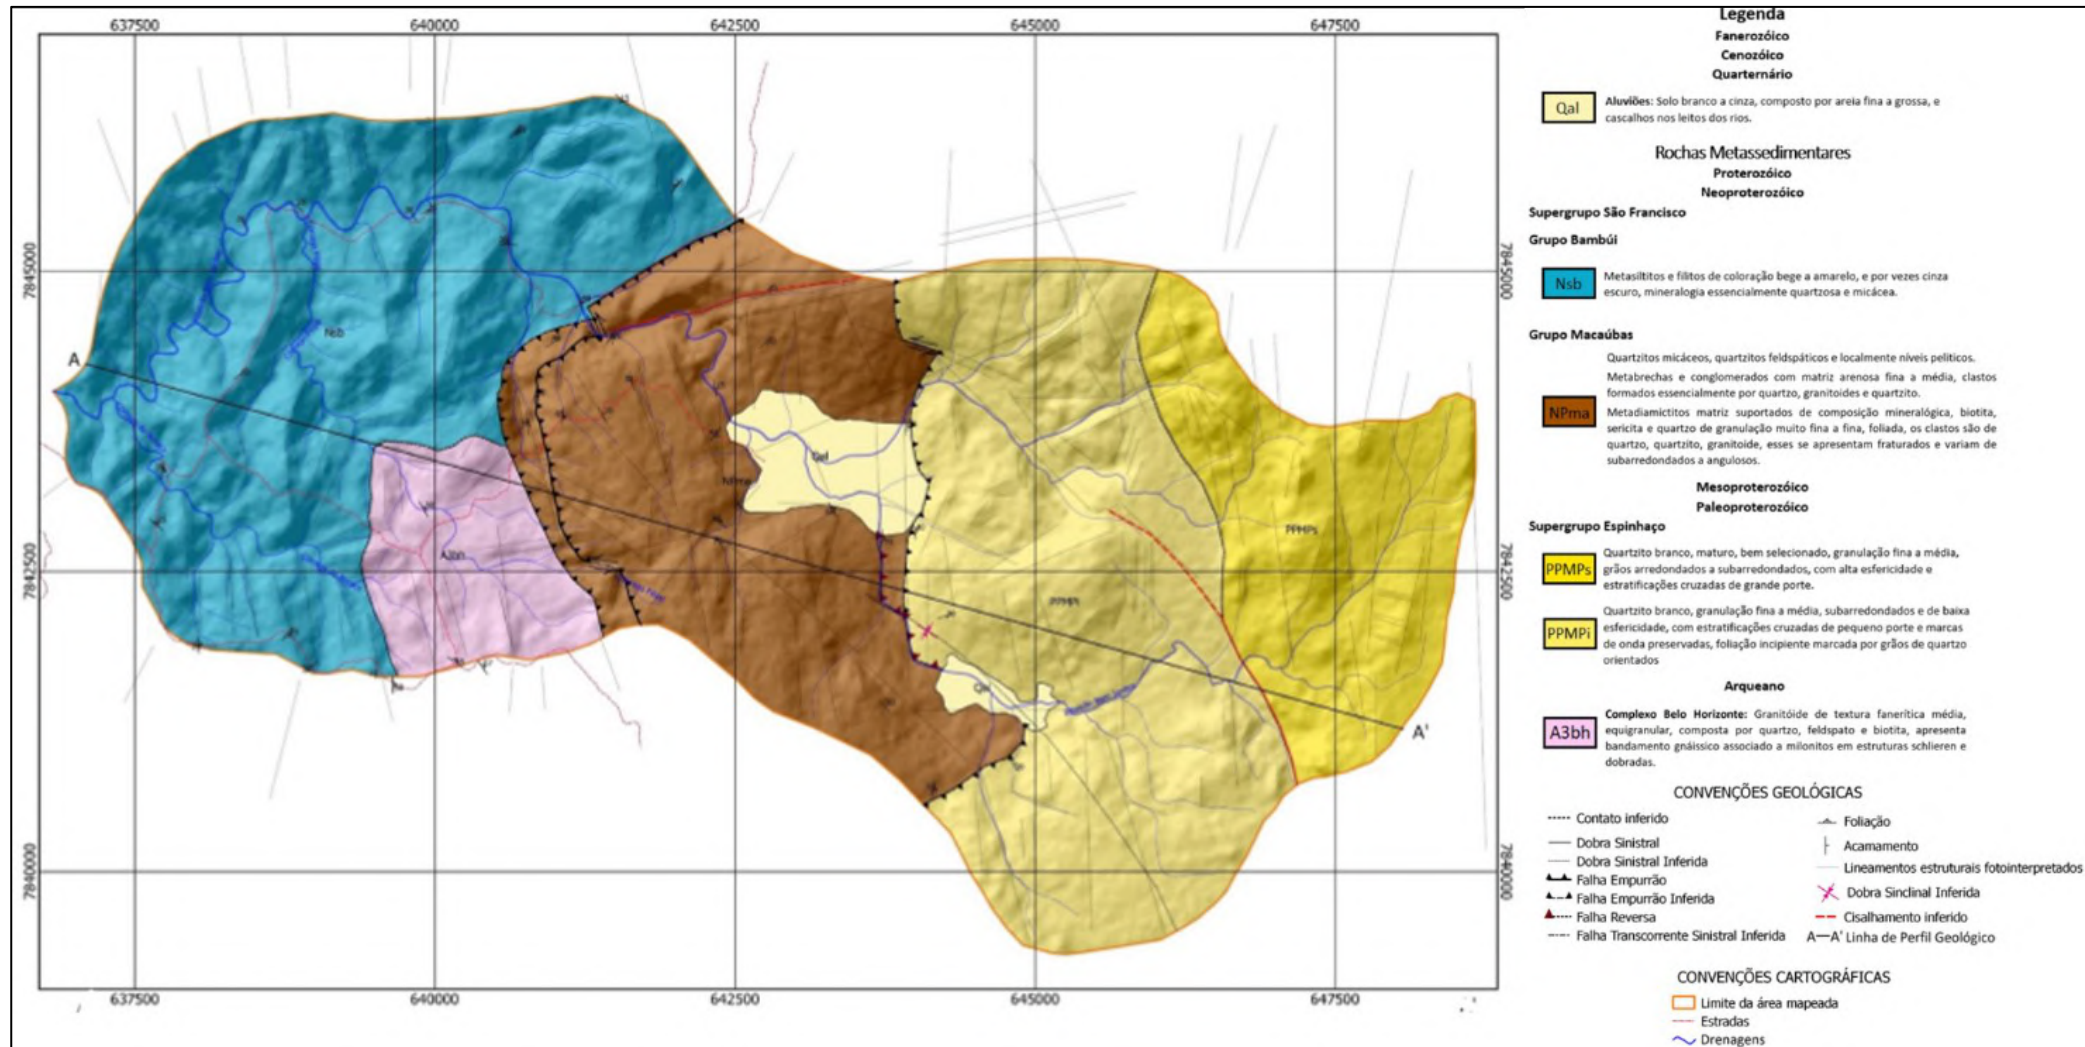 637500 640000 642500 645000 647500
7845000
7845000
7842500
7842500
7840000
7840000
637500 640000 642500 645000 647500
A
A'
Nsb
A3bh
NPma
Qal
PPMPi
PPMPs
Legenda
Fanerozóico
Cenozóico
Quarternário
Qal
Aluviões: Solo branco a cinza, composto por areia fina a grossa, e
cascalhos nos leitos dos rios.
Rochas Metassedimentares
Proterozóico
Neoproterozóico
Supergrupo São Francisco
Grupo Bambúi
Nsb
Metasiltitos e filitos de coloração bege a amarelo, e por vezes cinza
escuro, mineralogia essencialmente quartzosa e micácea.
Grupo Macaúbas
NPma
Quartzitos micáceos, quartzitos feldspáticos e localmente níveis pelíticos.
Metabrechas e conglomerados com matriz arenosa fina a média, clastos
formados essencialmente por quartzo, granitoides e quartzito.
Metadiamictitos matriz suportados de composição mineralógica, biotita,
sericita e quartzo de granulação muito fina a fina, foliada, os clastos são de
quartzo, quartzito, granitoide, esses se apresentam fraturados e variam de
subarredondados a angulosos.
Mesoproterozóico
Paleoproterozóico
Supergrupo Espinhaço
PPMPs
Quartzito branco, maturo, bem selecionado, granulação fina a média,
grãos arredondados a subarredondados, com alta esfericidade e
estratificações cruzadas de grande porte.
PPMPi
Quartzito branco, granulação fina a média, subarredondados e de baixa
esfericidade, com estratificações cruzadas de pequeno porte e marcas
de onda preservadas, foliação incipiente marcada por grãos de quartzo
orientados
Arqueano
A3bh
Complexo Belo Horizonte: Granitóide de textura fanerítica média,
equigranular, composta por quartzo, feldspato e biotita, apresenta
bandamento gnáissico associado a milonitos em estruturas schlieren e
dobradas.
CONVENÇÕES GEOLÓGICAS
Contato inferido
Dobra Sinistral
Dobra Sinistral Inferida
Falha Empurrão
Falha Empurrão Inferida
Falha Reversa
Falha Transcorrente Sinistral Inferida
Foliação
Acamamento
Lineamentos estruturais fotointerpretados
Dobra Sinclinal Inferida
Cisalhamento inferido
A—A' Linha de Perfil Geológico
CONVENÇÕES CARTOGRÁFICAS
Limite da área mapeada
Estradas
Drenagens